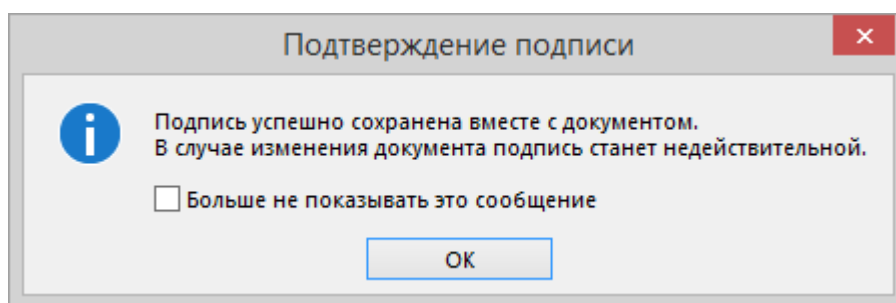 Подтверждение подписи
Подпись успешно сохранена вместе с документом.
В случае изменения документа подпись станет недействительной.
Больше не показывать это сообщение
ОК